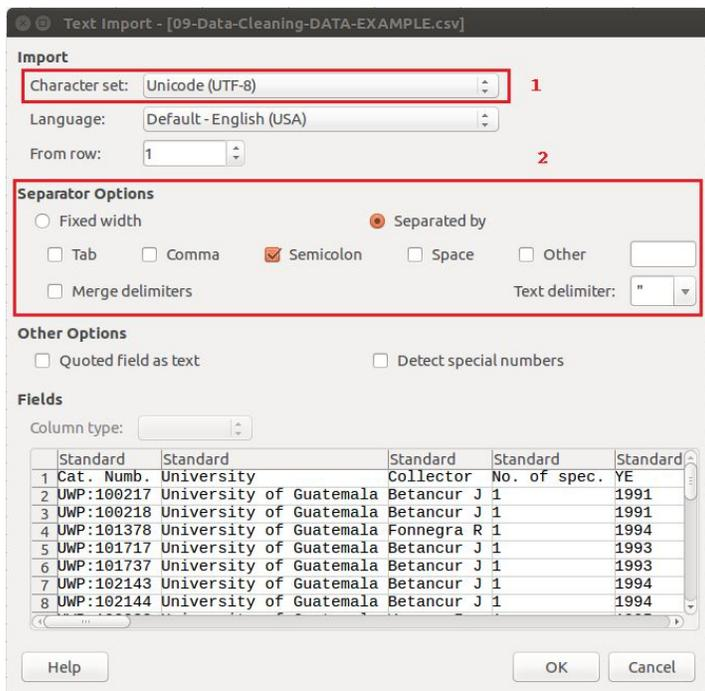 Text Import - [09-Data-Cleaning-DATA-EXAMPLE.csv]
Import
Character set: Unicode (UTF-8) 1
Language: Default - English (USA)
From row: 1
2
Separator Options
Fixed width Separated by
Tab Comma Semicolon Space Other
Merge delimiters Text delimiter: "
Other Options
Quoted field as text Detect special numbers
Fields
Column type:
Standard Standard Standard Standard Standard
1 Cat. Numb. University Collector No. of spec. YE
2 UWP:100217 University of Guatemala Betancur J 1 1991
3 UWP:100218 University of Guatemala Betancur J 1 1991
4 UWP:101378 University of Guatemala Fonnegra R 1 1994
5 UWP:101717 University of Guatemala Betancur J 1 1993
6 UWP:101737 University of Guatemala Betancur J 1 1993
7 UWP:102143 University of Guatemala Betancur J 1 1994
8 UWP:102144 University of Guatemala Betancur J 1 1994
Help OK Cancel